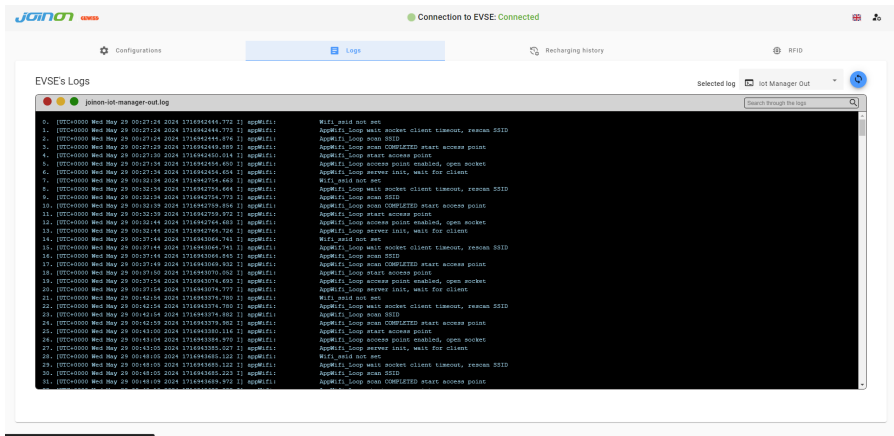 joinon GEWISS
Connection to EVSE: Connected
Configurations
Logs
Recharging history
RFID
EVSE's Logs
Selected log
Iot Manager Out
joinon-iot-manager-out.log
Search through the logs
0. [UTC+0000 Wed May 29 00:27:24 2024 1716942444.772 I] appWifi: Wifi_ssid not set
1. [UTC+0000 Wed May 29 00:27:24 2024 1716942444.773 I] appWifi: AppWifi_Loop wait socket client timeout, rescan SSID
2. [UTC+0000 Wed May 29 00:27:24 2024 1716942444.876 I] appWifi: AppWifi_Loop scan SSID
3. [UTC+0000 Wed May 29 00:27:29 2024 1716942449.889 I] appWifi: AppWifi_Loop scan COMPLETED start access point
4. [UTC+0000 Wed May 29 00:27:30 2024 1716942450.014 I] appWifi: AppWifi_Loop start access point
5. [UTC+0000 Wed May 29 00:27:34 2024 1716942454.650 I] appWifi: AppWifi_Loop access point enabled, open socket
6. [UTC+0000 Wed May 29 00:27:34 2024 1716942454.654 I] appWifi: AppWifi_Loop server init, wait for client
7. [UTC+0000 Wed May 29 00:32:34 2024 1716942754.663 I] appWifi: Wifi_ssid not set
8. [UTC+0000 Wed May 29 00:32:34 2024 1716942754.664 I] appWifi: AppWifi_Loop wait socket client timeout, rescan SSID
9. [UTC+0000 Wed May 29 00:32:34 2024 1716942754.773 I] appWifi: AppWifi_Loop scan SSID
10. [UTC+0000 Wed May 29 00:32:39 2024 1716942759.856 I] appWifi: AppWifi_Loop scan COMPLETED start access point
11. [UTC+0000 Wed May 29 00:32:39 2024 1716942759.972 I] appWifi: AppWifi_Loop start access point
12. [UTC+0000 Wed May 29 00:32:44 2024 1716942764.683 I] appWifi: AppWifi_Loop access point enabled, open socket
13. [UTC+0000 Wed May 29 00:32:44 2024 1716942764.726 I] appWifi: AppWifi_Loop server init, wait for client
14. [UTC+0000 Wed May 29 00:37:44 2024 1716943064.741 I] appWifi: Wifi_ssid not set
15. [UTC+0000 Wed May 29 00:37:44 2024 1716943064.741 I] appWifi: AppWifi_Loop wait socket client timeout, rescan SSID
16. [UTC+0000 Wed May 29 00:37:44 2024 1716943064.845 I] appWifi: AppWifi_Loop scan SSID
17. [UTC+0000 Wed May 29 00:37:49 2024 1716943069.932 I] appWifi: AppWifi_Loop scan COMPLETED start access point
18. [UTC+0000 Wed May 29 00:37:50 2024 1716943070.052 I] appWifi: AppWifi_Loop start access point
19. [UTC+0000 Wed May 29 00:37:54 2024 1716943074.693 I] appWifi: AppWifi_Loop access point enabled, open socket
20. [UTC+0000 Wed May 29 00:37:54 2024 1716943074.777 I] appWifi: AppWifi_Loop server init, wait for client
21. [UTC+0000 Wed May 29 00:42:54 2024 1716943374.780 I] appWifi: Wifi_ssid not set
22. [UTC+0000 Wed May 29 00:42:54 2024 1716943374.780 I] appWifi: AppWifi_Loop wait socket client timeout, rescan SSID
23. [UTC+0000 Wed May 29 00:42:54 2024 1716943374.882 I] appWifi: AppWifi_Loop scan SSID
24. [UTC+0000 Wed May 29 00:42:59 2024 1716943379.982 I] appWifi: AppWifi_Loop scan COMPLETED start access point
25. [UTC+0000 Wed May 29 00:43:00 2024 1716943380.116 I] appWifi: AppWifi_Loop start access point
26. [UTC+0000 Wed May 29 00:43:04 2024 1716943384.970 I] appWifi: AppWifi_Loop access point enabled, open socket
27. [UTC+0000 Wed May 29 00:43:05 2024 1716943385.027 I] appWifi: AppWifi_Loop server init, wait for client
28. [UTC+0000 Wed May 29 00:48:05 2024 1716943685.122 I] appWifi: Wifi_ssid not set
29. [UTC+0000 Wed May 29 00:48:05 2024 1716943685.122 I] appWifi: AppWifi_Loop wait socket client timeout, rescan SSID
30. [UTC+0000 Wed May 29 00:48:05 2024 1716943685.223 I] appWifi: AppWifi_Loop scan SSID
31. [UTC+0000 Wed May 29 00:48:09 2024 1716943689.972 I] appWifi: AppWifi_Loop scan COMPLETED start access point